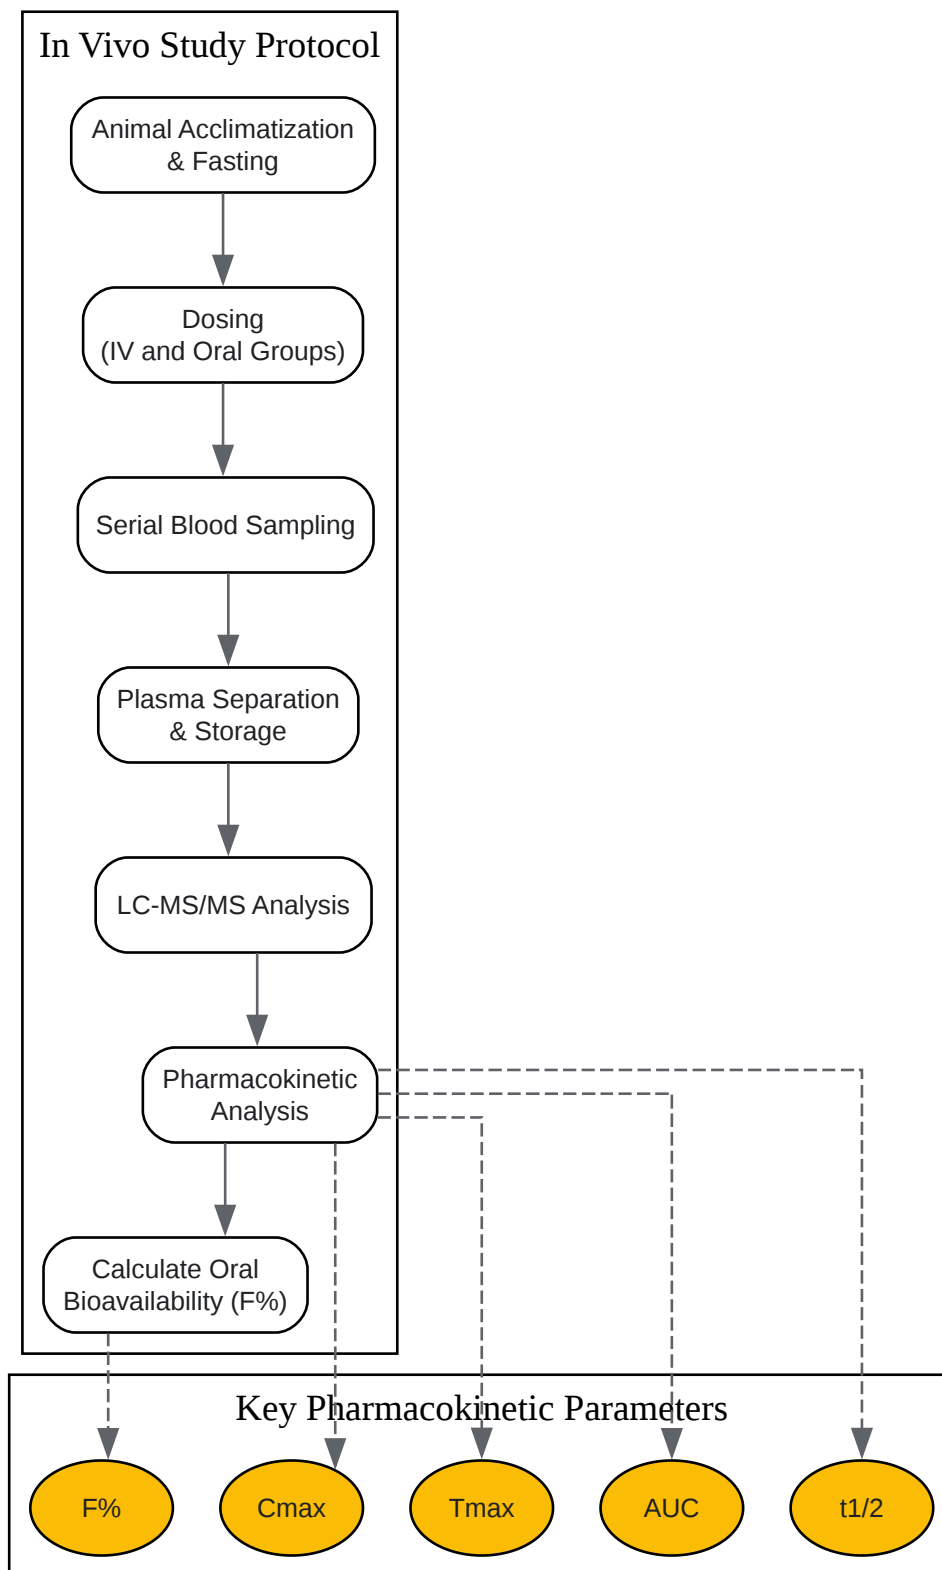 In Vivo Study Protocol
Animal Acclimatization
& Fasting
Dosing
(IV and Oral Groups)
Serial Blood Sampling
Plasma Separation
& Storage
LC-MS/MS Analysis
Pharmacokinetic
Analysis
Calculate Oral
Bioavailability (F%)
Key Pharmacokinetic Parameters
F%
Cmax
Tmax
AUC
t1/2